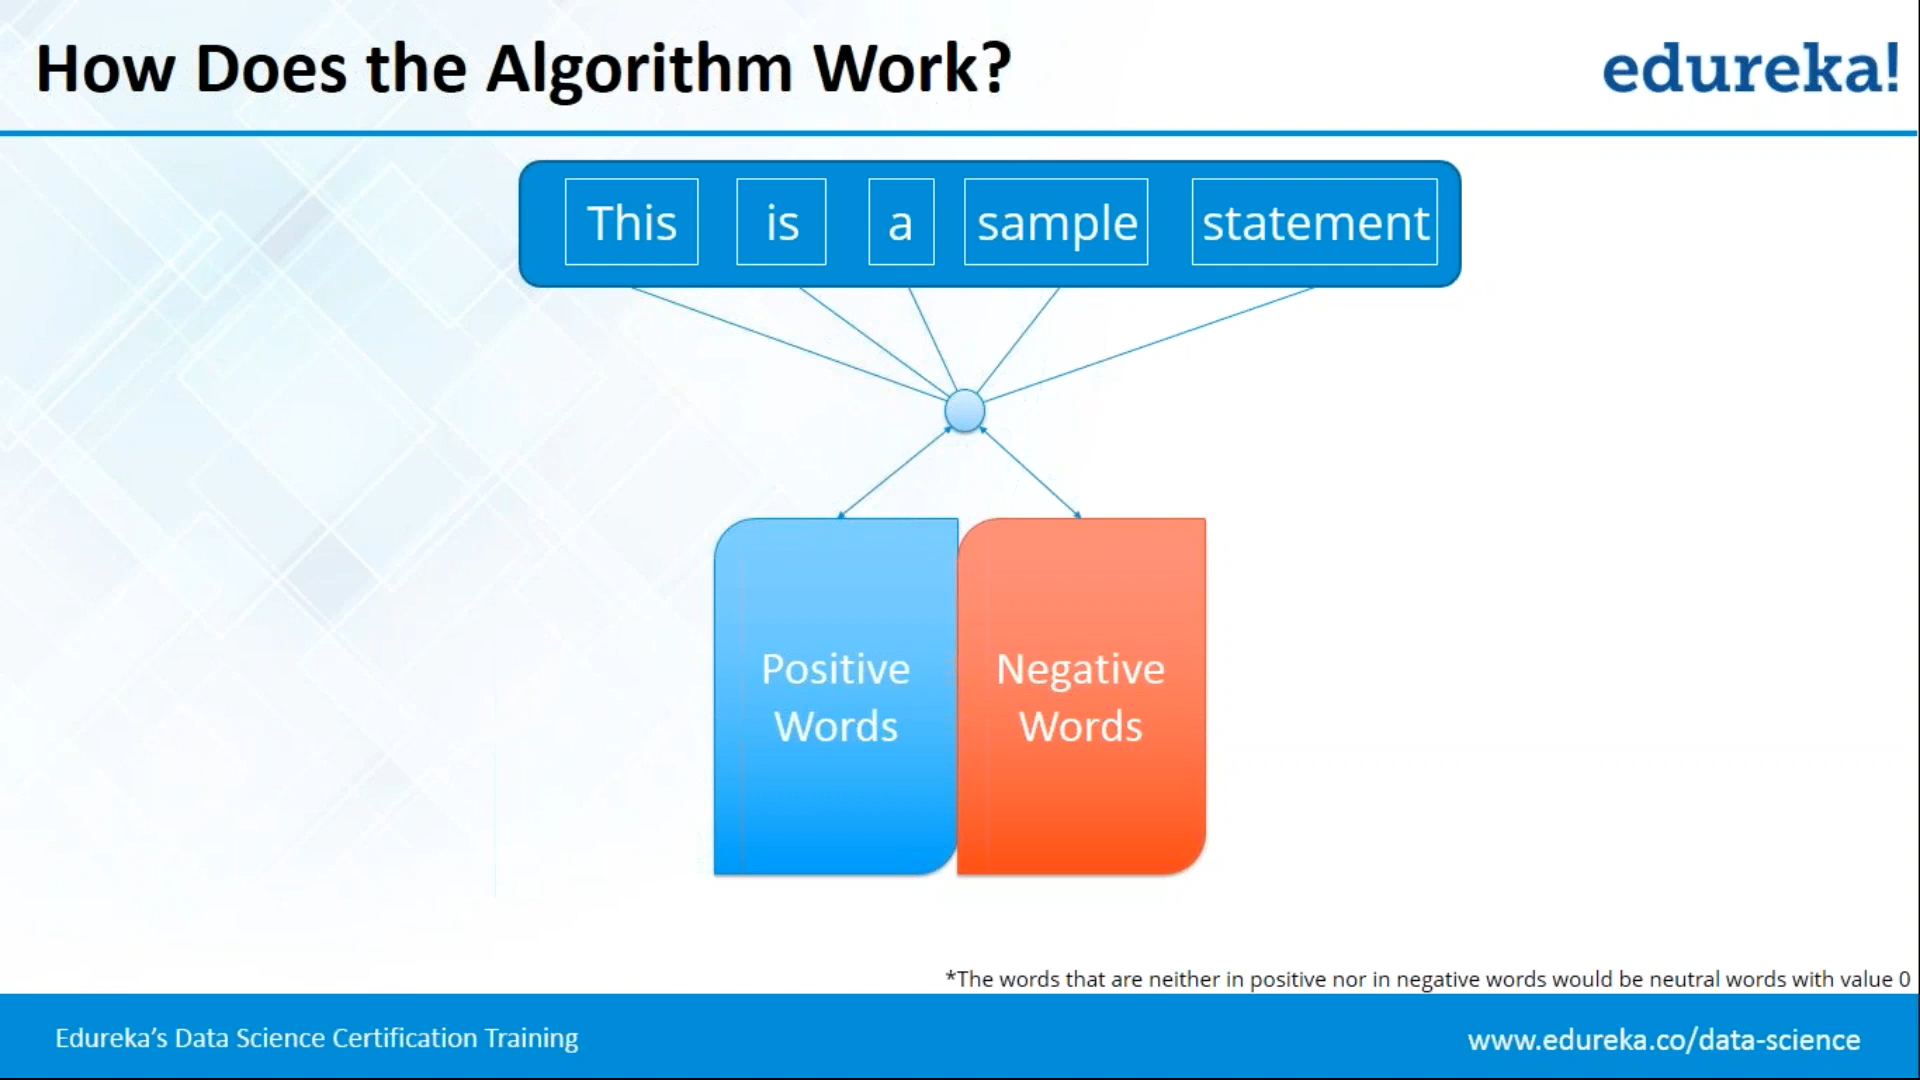 How Does the Algorithm Work?
edureka!
This is a sample statement
Positive
Words
Negative
Words
*The words that are neither in positive nor in negative words would be neutral words with value 0
Edureka’s Data Science Certification Training
www.edureka.co/data-science